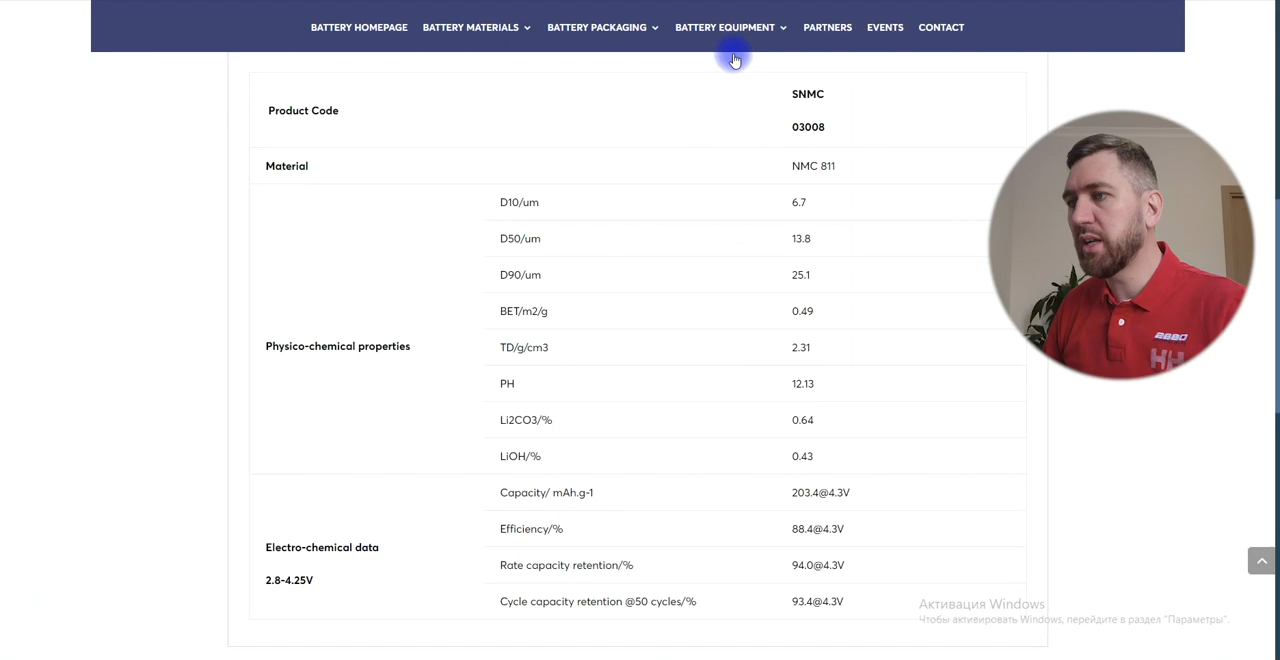 BATTERY HOMEPAGE BATTERY MATERIALS BATTERY PACKAGING BATTERY EQUIPMENT PARTNERS EVENTS CONTACT
Product Code
SNMC
03008
Material NMC 811
Physico-chemical properties
D10/um 6.7
D50/um 13.8
D90/um 25.1
BET/m2/g 0.49
TD/g/cm3 2.31
PH 12.13
Li2CO3/% 0.64
LiOH/% 0.43
Electro-chemical data
2.8-4.25V
Capacity/ mAh.g-1 203.4@4.3V
Efficiency/% 88.4@4.3V
Rate capacity retention/% 94.0@4.3V
Cycle capacity retention @50 cycles/% 93.4@4.3V
2880
HH
Активация Windows
Чтобы активировать Windows, перейдите в раздел "Параметры".